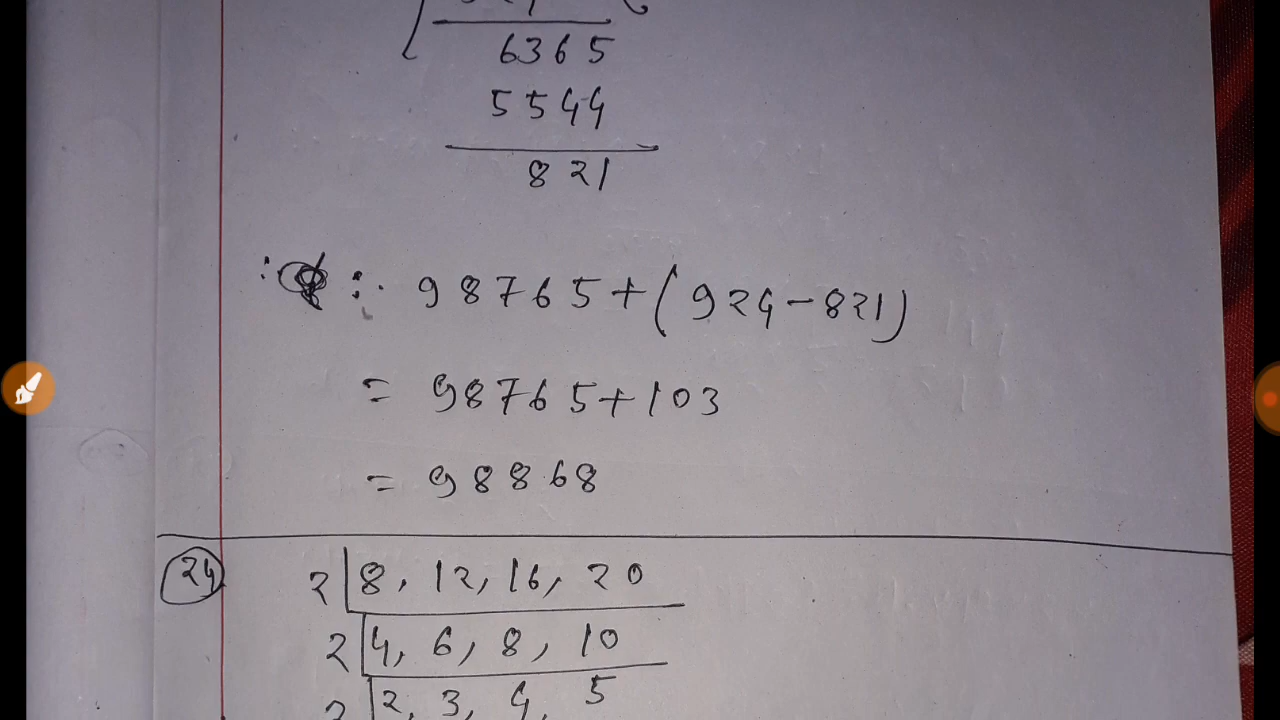 6365
5544
821
∴ 98765+(924-821)
= 98765+103
= 98868
24 2 8, 12, 16, 20
2 4, 6, 8, 10
2 2, 3, 4, 5